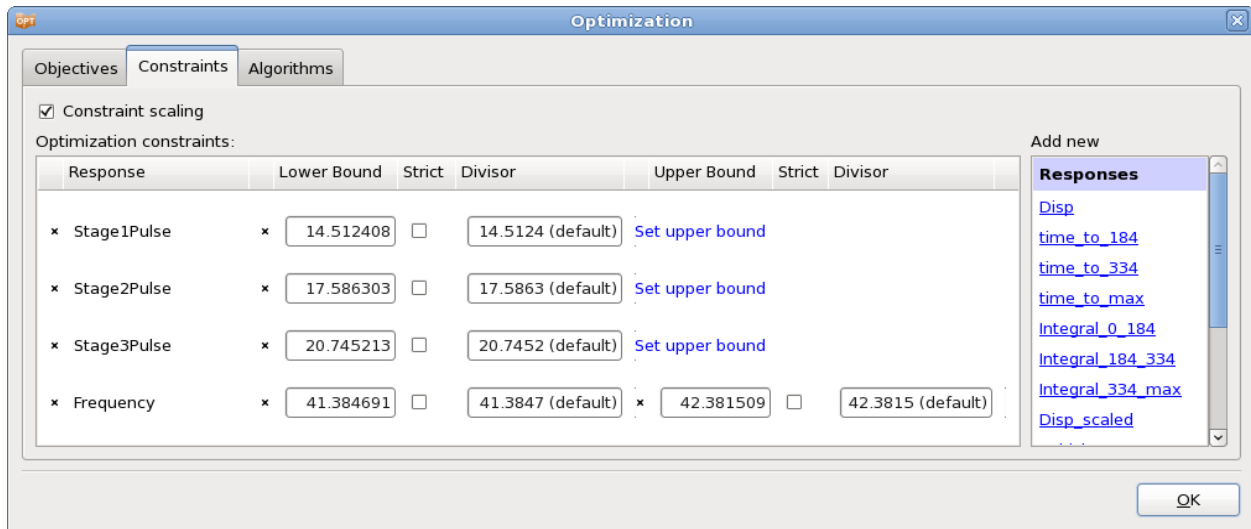 OPT Optimization
Objectives Constraints Algorithms
Constraint scaling
Optimization constraints: Add new
Response Lower Bound Strict Divisor Upper Bound Strict Divisor Responses
Disp
Stage1Pulse 14.512408 14.5124 (default) Set upper bound
time_to_184
time_to_334
Stage2Pulse 17.586303 17.5863 (default) Set upper bound
time_to_max
Integral_0_184
Stage3Pulse 20.745213 20.7452 (default) Set upper bound
Integral_184_334
Integral_334_max
Frequency 41.384691 41.3847 (default) 42.381509 42.3815 (default)
Disp_scaled
OK